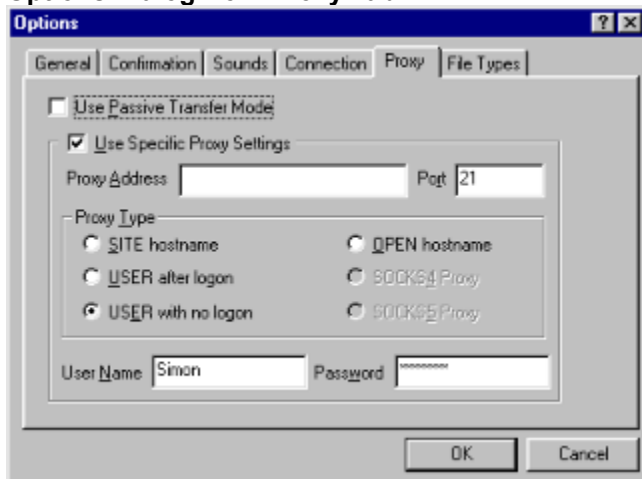 Options
General Confirmation Sounds Connection Proxy File Types
Use Passive Transfer Mode
Use Specific Proxy Settings
Proxy Address Port 21
Proxy Type
SITE hostname OPEN hostname
USER after logon SOCKS4 Proxy
USER with no logon SOCKS5 Proxy
User Name Simon Password ********
OK Cancel